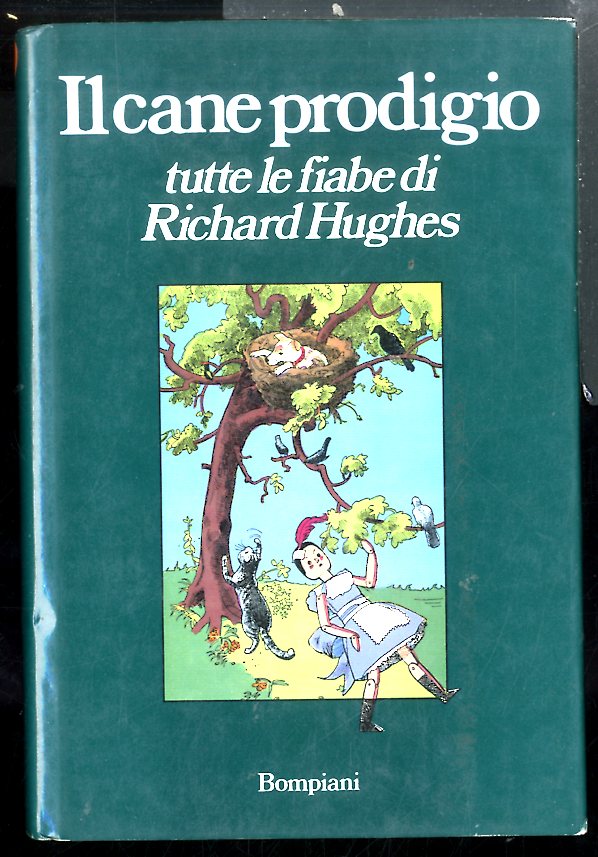 Il cane prodigio
tutte le fiabe di
Richard Hughes
Bompiani